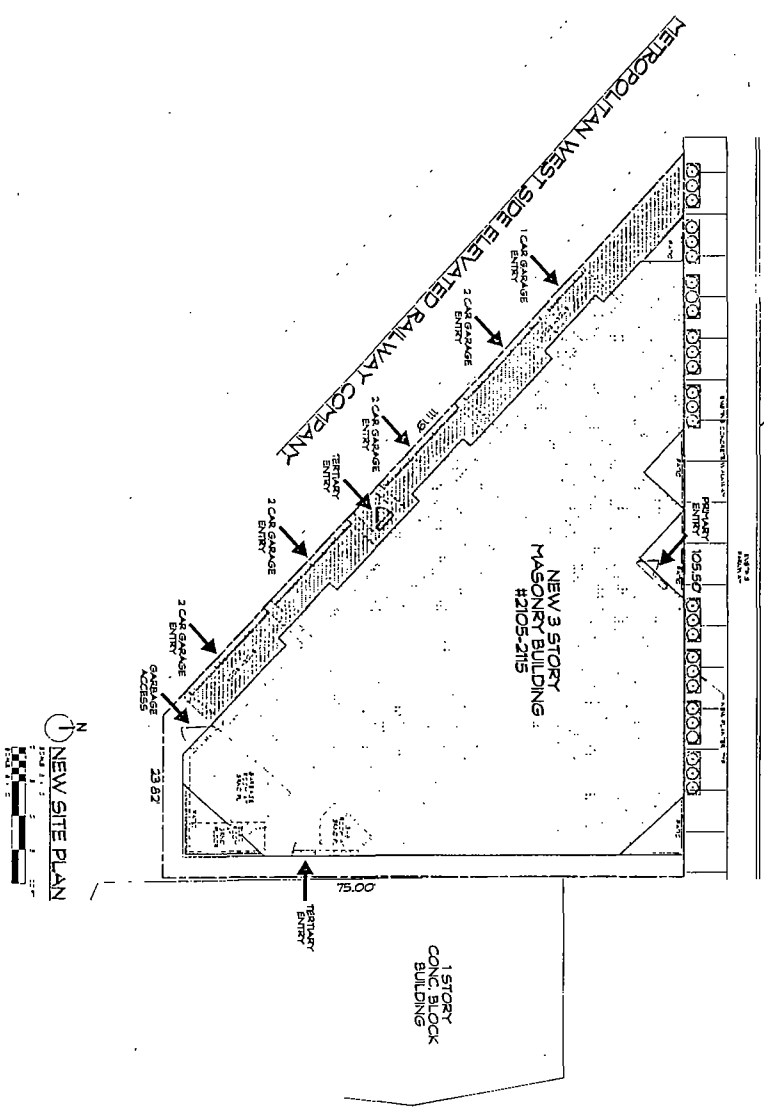 METROPOLITAN WEST SIDE ELEVATED RAILWAY COMPANY
1 CAR GARAGE
ENTRY
2 CAR GARAGE
ENTRY
2 CAR GARAGE
ENTRY
111.19'
TERTIARY
ENTRY
2 CAR GARAGE
ENTRY
2 CAR GARAGE
ENTRY
GARBAGE
ACCESS
PRIMARY
ENTRY
105.50'
NEW 3 STORY
MASONRY BUILDING
#2105-2115
23.82'
75.00'
TERTIARY
ENTRY
1 STORY
CONC. BLOCK
BUILDING
N
NEW SITE PLAN